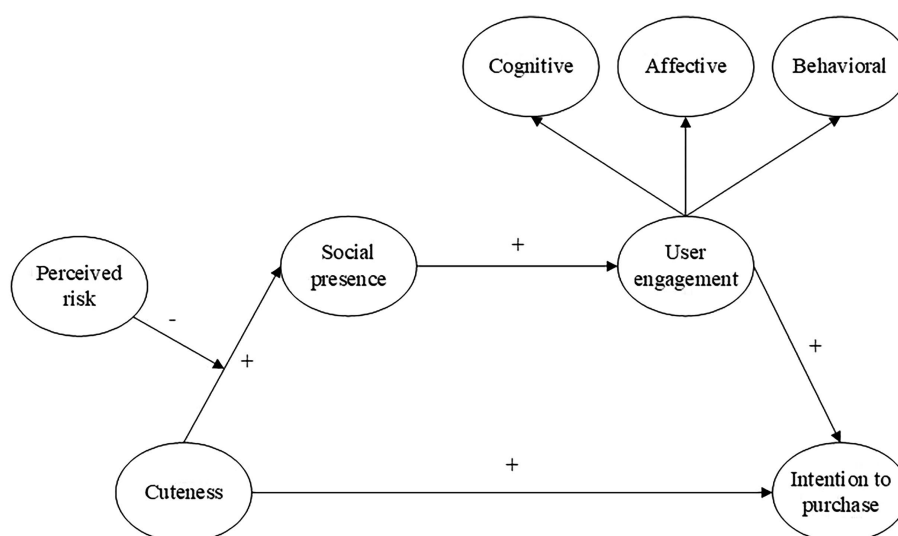 Cognitive
Affective
Behavioral
Social
presence
+
User
engagement
Perceived
risk
-
+
+
Cuteness
+
Intention to
purchase